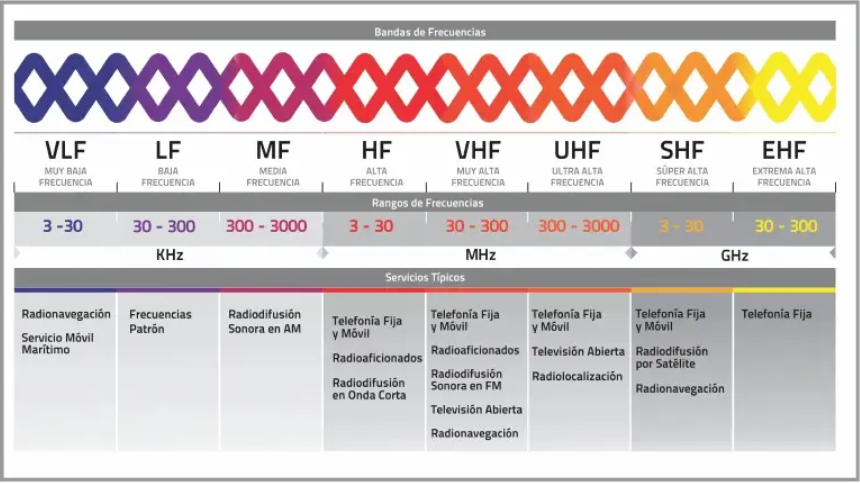 Bandas de Frecuencias
VLF
MUY BAJA
FRECUENCIA
LF
BAJA
FRECUENCIA
MF
MEDIA
FRECUENCIA
HF
ALTA
FRECUENCIA
VHF
MUY ALTA
FRECUENCIA
UHF
ULTRA ALTA
FRECUENCIA
SHF
SÚPER ALTA
FRECUENCIA
EHF
EXTREMA ALTA
FRECUENCIA
Rangos de Frecuencias
3 -30
30 - 300
300 - 3000
3 - 30
30 - 300
300 - 3000
3 - 30
30 - 300
KHz
MHz
GHz
Servicios Típicos
Radionavegación
Servicio Móvil
Marítimo
Frecuencias
Patrón
Radiodifusión
Sonora en AM
Telefonía Fija
y Móvil
Radioaficionados
Radiodifusión
en Onda Corta
Telefonía Fija
y Móvil
Radioaficionados
Radiodifusión
Sonora en FM
Televisión Abierta
Radionavegación
Telefonía Fija
y Móvil
Televisión Abierta
Radiolocalización
Telefonía Fija
y Móvil
Radiodifusión
por Satélite
Radionavegación
Telefonía Fija